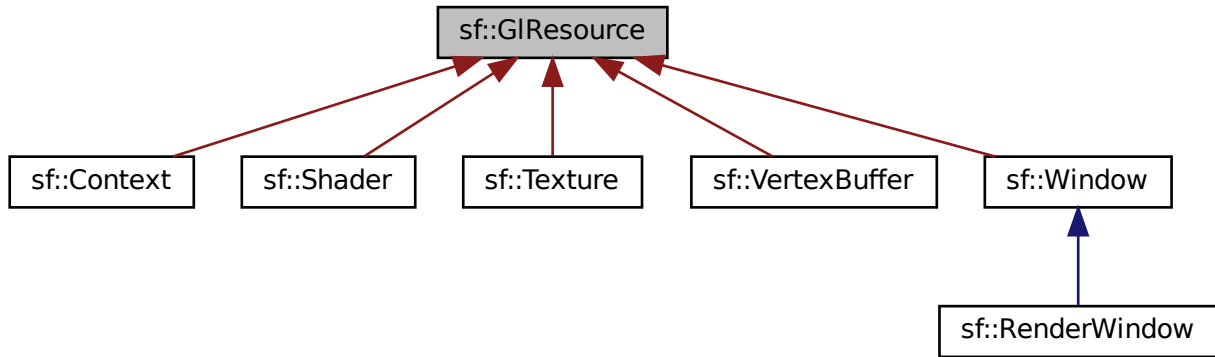 sf::GlResource
sf::Context
sf::Shader
sf::Texture
sf::VertexBuffer
sf::Window
sf::RenderWindow